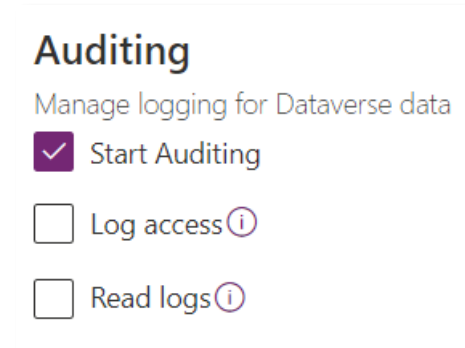 Auditing
Manage logging for Dataverse data
Start Auditing
Log access
Read logs